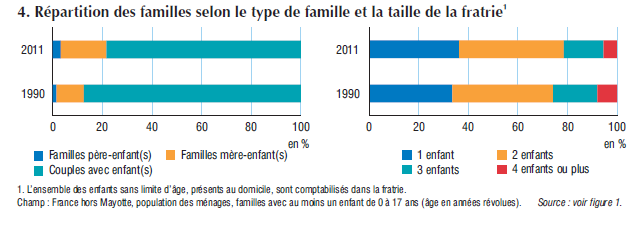 4. Répartition des familles selon le type de famille et la taille de la fratrie1
2011
1990
0 20 40 60 80 100
en %
Familles père-enfant(s) Familles mère-enfant(s)
Couples avec enfant(s)
2011
1990
0 20 40 60 80 100
en %
1 enfant 2 enfants
3 enfants 4 enfants ou plus
1. L'ensemble des enfants sans limite d'âge, présents au domicile, sont comptabilisés dans la fratrie.
Champ : France hors Mayotte, population des ménages, familles avec au moins un enfant de 0 à 17 ans (âge en années révolues). Source : voir figure 1.